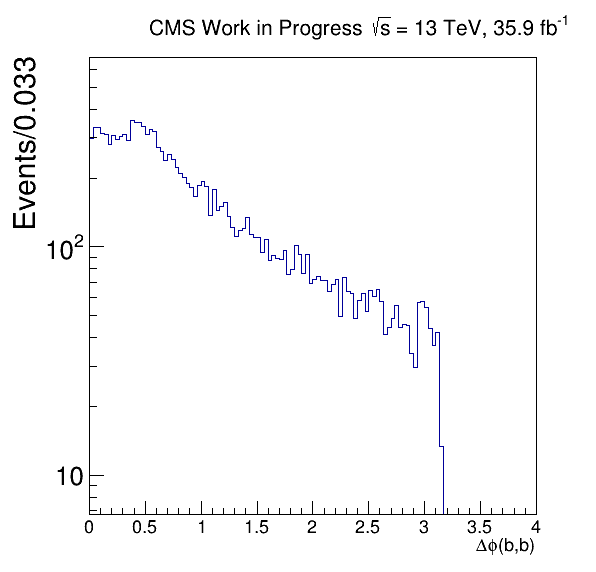 CMS Work in Progress √s = 13 TeV, 35.9 fb⁻¹
Events/0.033
10²
10
0 0.5 1 1.5 2 2.5 3 3.5 4
Δϕ(b,b)